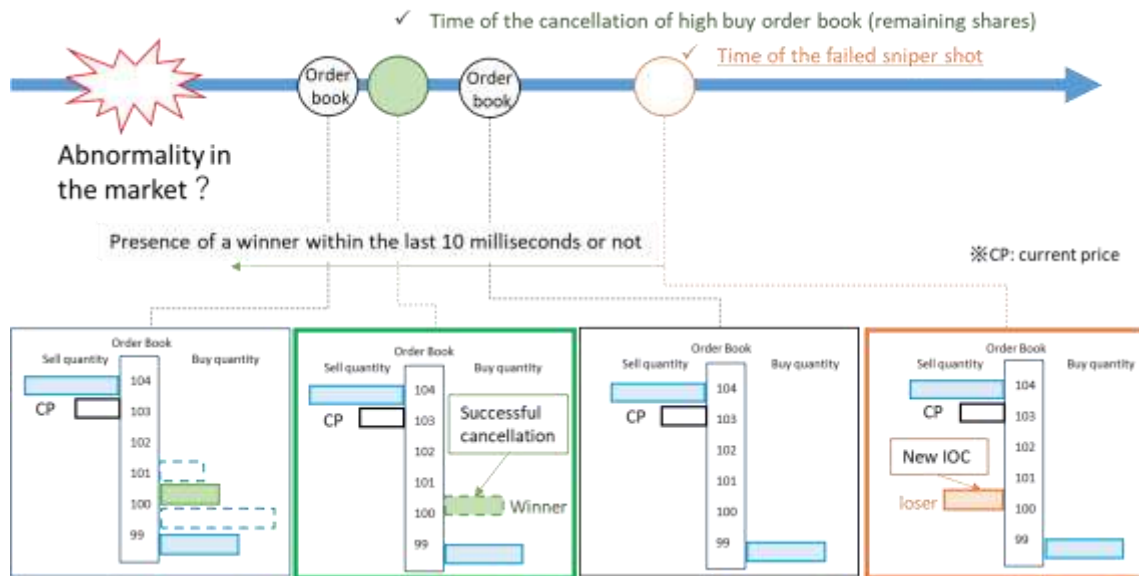 ✓ Time of the cancellation of high buy order book (remaining shares)
✓ Time of the failed sniper shot
Order
book
Order
book
Abnormality in
the market ?
Presence of a winner within the last 10 milliseconds or not
※CP: current price
Order Book
Sell quantity
Buy quantity
104
CP
103
102
101
100
99
Order Book
Sell quantity
Buy quantity
104
CP
103
Successful
cancellation
102
101
100
Winner
99
Order Book
Sell quantity
Buy quantity
104
CP
103
102
101
100
99
Order Book
Sell quantity
Buy quantity
104
CP
103
102
New IOC
101
loser
100
99